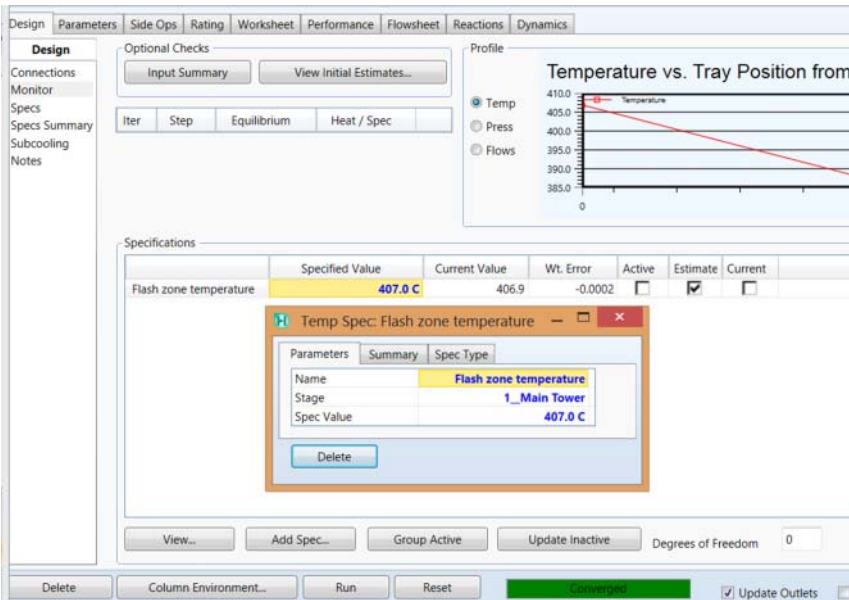 Design Parameters Side Ops Rating Worksheet Performance Flowsheet Reactions Dynamics
Design
Connections
Monitor
Specs
Specs Summary
Subcooling
Notes
Optional Checks
Input Summary View Initial Estimates...
Iter Step Equilibrium Heat / Spec
Profile
Temp
Press
Flows
Temperature vs. Tray Position from
Temperature
410.0
405.0
400.0
395.0
390.0
385.0
0
Specifications
Specified Value Current Value Wt. Error Active Estimate Current
Flash zone temperature 407.0 C 406.9 -0.0002
Temp Spec: Flash zone temperature
Parameters Summary Spec Type
Name Flash zone temperature
Stage 1__Main Tower
Spec Value 407.0 C
Delete
View... Add Spec... Group Active Update Inactive Degrees of Freedom 0
Delete Column Environment... Run Reset Converged Update Outlets